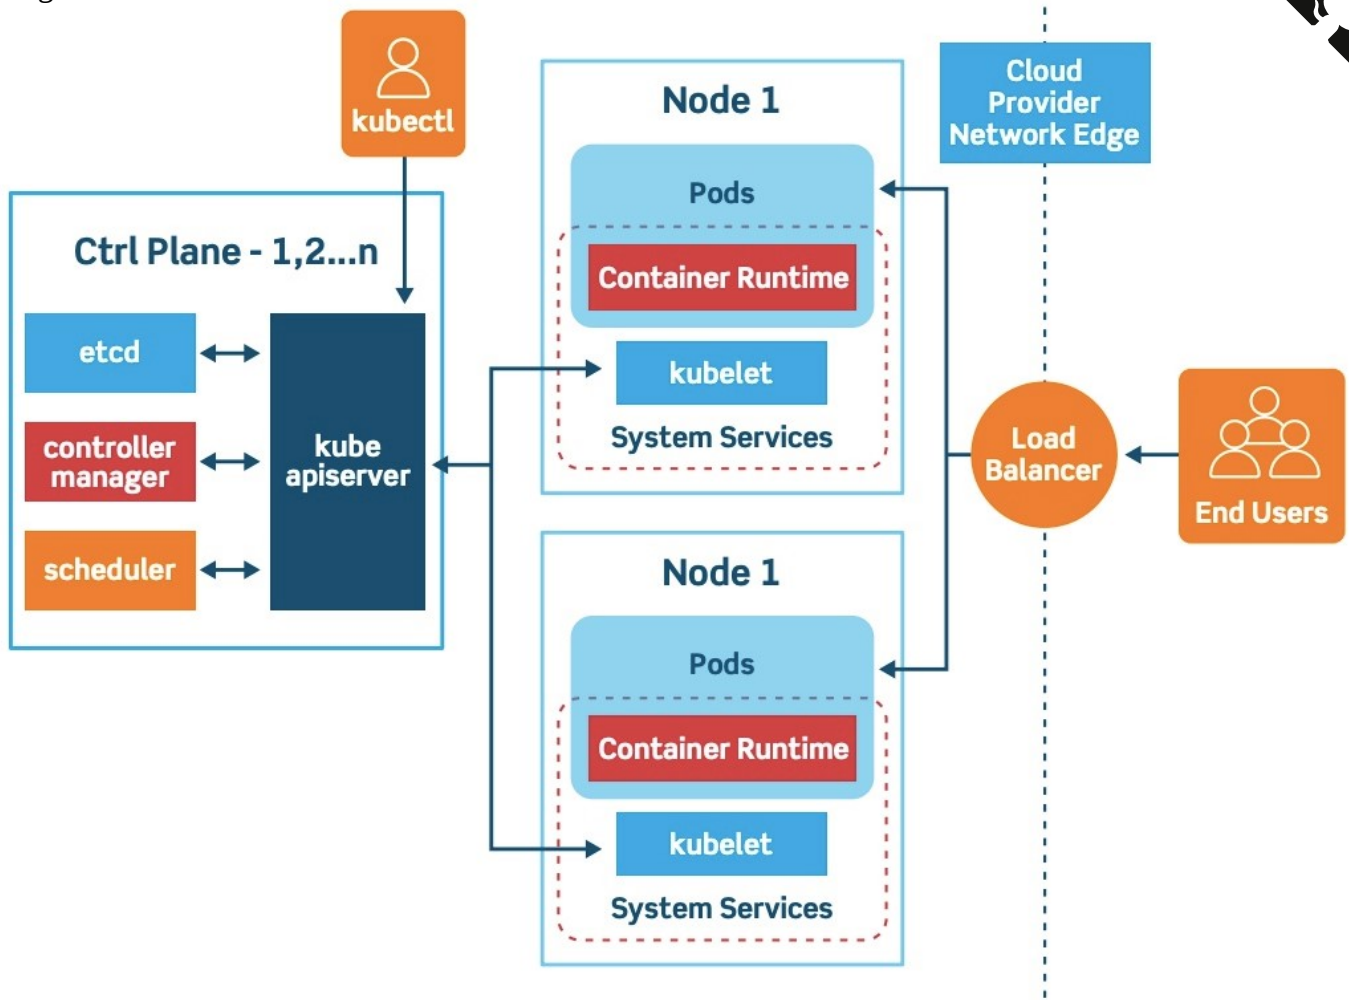 kubectl
Ctrl Plane - 1,2...n
etcd
controller
manager
scheduler
kube
apiserver
Node 1
Pods
Container Runtime
kubelet
System Services
Node 1
Pods
Container Runtime
kubelet
System Services
Cloud
Provider
Network Edge
Load
Balancer
End Users